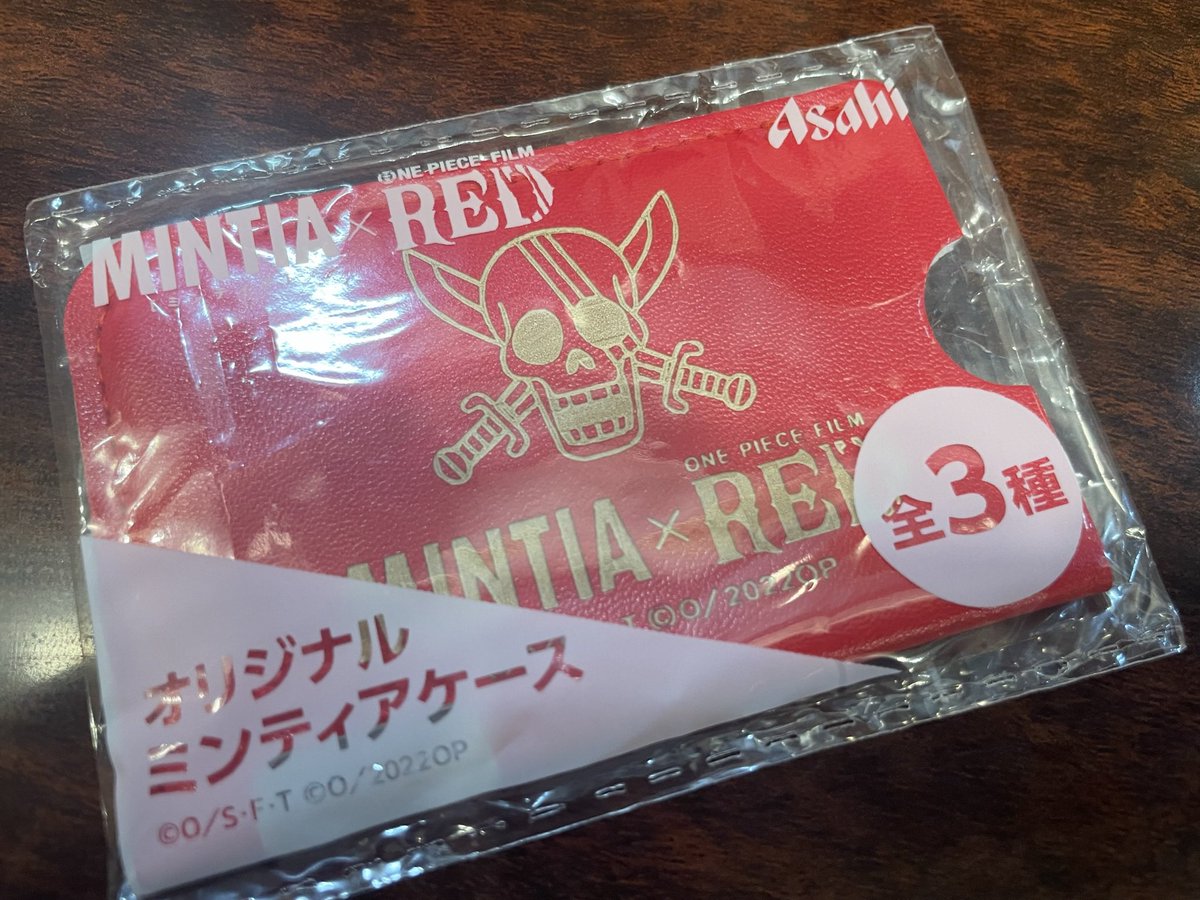 Asahi
ONE PIECE FILM
MINTIA × RED
ONE PIECE FILM
MINTIA × RED
T ©O/2022OP
全3種
オリジナル
ミンティアケース
©O/S・F・T ©O/2022OP